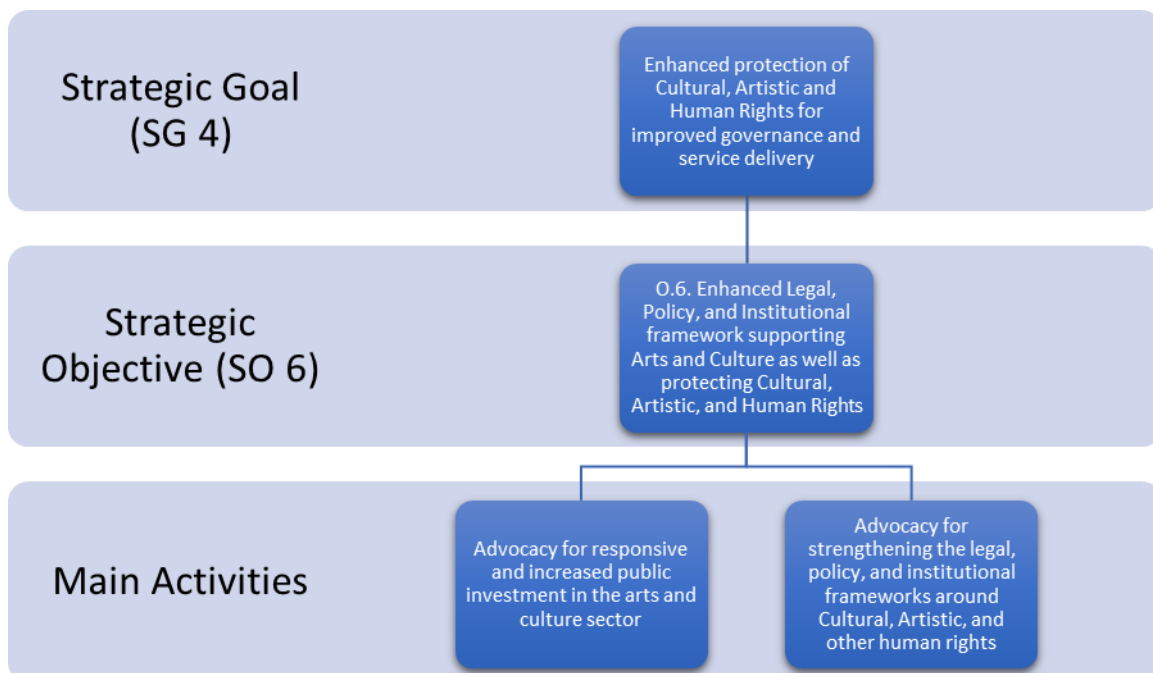 Strategic Goal
(SG 4)
Enhanced protection of
Cultural, Artistic and
Human Rights for
improved governance and
service delivery
Strategic
Objective (SO 6)
O.6. Enhanced Legal,
Policy, and Institutional
framework supporting
Arts and Culture as well as
protecting Cultural,
Artistic, and Human Rights
Main Activities
Advocacy for responsive
and increased public
investment in the arts and
culture sector
Advocacy for
strengthening the legal,
policy, and institutional
frameworks around
Cultural, Artistic, and
other human rights